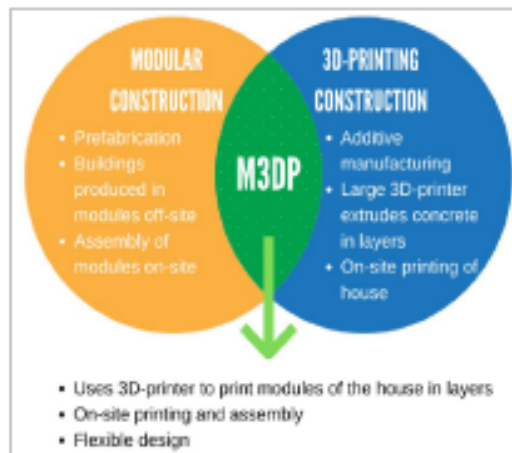 MODULAR
CONSTRUCTION
• Prefabrication
• Buildings
produced in
modules off-site
• Assembly of
modules on-site
M3DP
3D-PRINTING
CONSTRUCTION
• Additive
manufacturing
• Large 3D-printer
extrudes concrete
in layers
• On-site printing of
house
• Uses 3D-printer to print modules of the house in layers
• On-site printing and assembly
• Flexible design